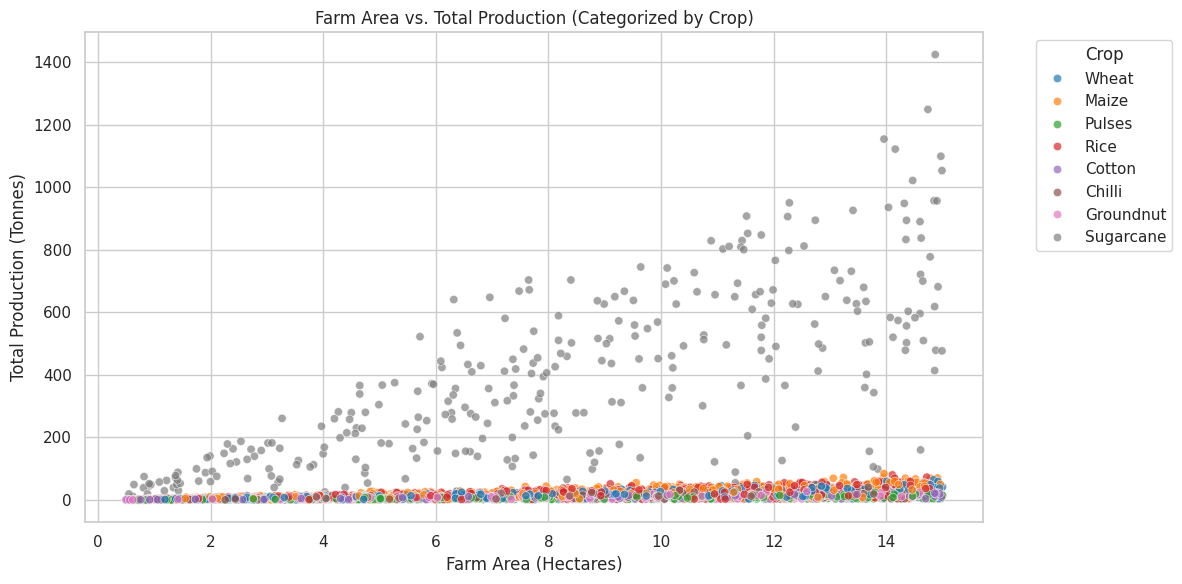 Farm Area vs. Total Production (Categorized by Crop)
Total Production (Tonnes)
1400
1200
1000
800
600
400
200
0
0 2 4 6 8 10 12 14
Farm Area (Hectares)
Crop
Wheat
Maize
Pulses
Rice
Cotton
Chilli
Groundnut
Sugarcane